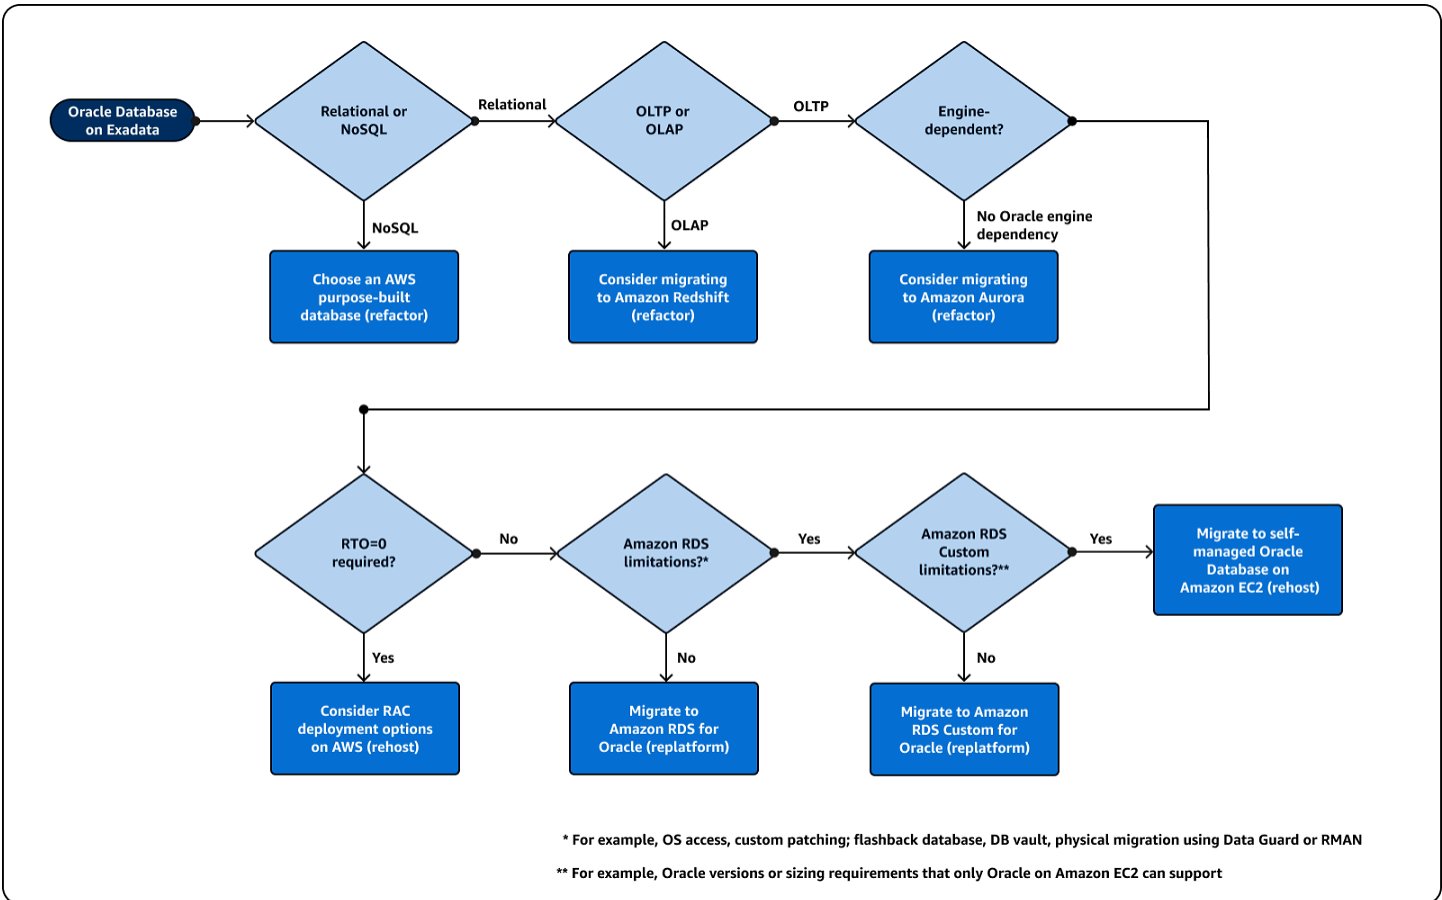 Oracle Database
on Exadata
Relational or
NoSQL
Relational
OLTP or
OLAP
OLTP
Engine-
dependent?
NoSQL
OLAP
No Oracle engine
dependency
Choose an AWS
purpose-built
database (refactor)
Consider migrating
to Amazon Redshift
(refactor)
Consider migrating
to Amazon Aurora
(refactor)
RTO=0
required?
No
Amazon RDS
limitations?*
Yes
Amazon RDS
Custom
limitations?**
Yes
Migrate to self-
managed Oracle
Database on
Amazon EC2 (rehost)
Yes
No
No
Consider RAC
deployment options
on AWS (rehost)
Migrate to
Amazon RDS for
Oracle (replatform)
Migrate to Amazon
RDS Custom for
Oracle (replatform)
* For example, OS access, custom patching; flashback database, DB vault, physical migration using Data Guard or RMAN
** For example, Oracle versions or sizing requirements that only Oracle on Amazon EC2 can support